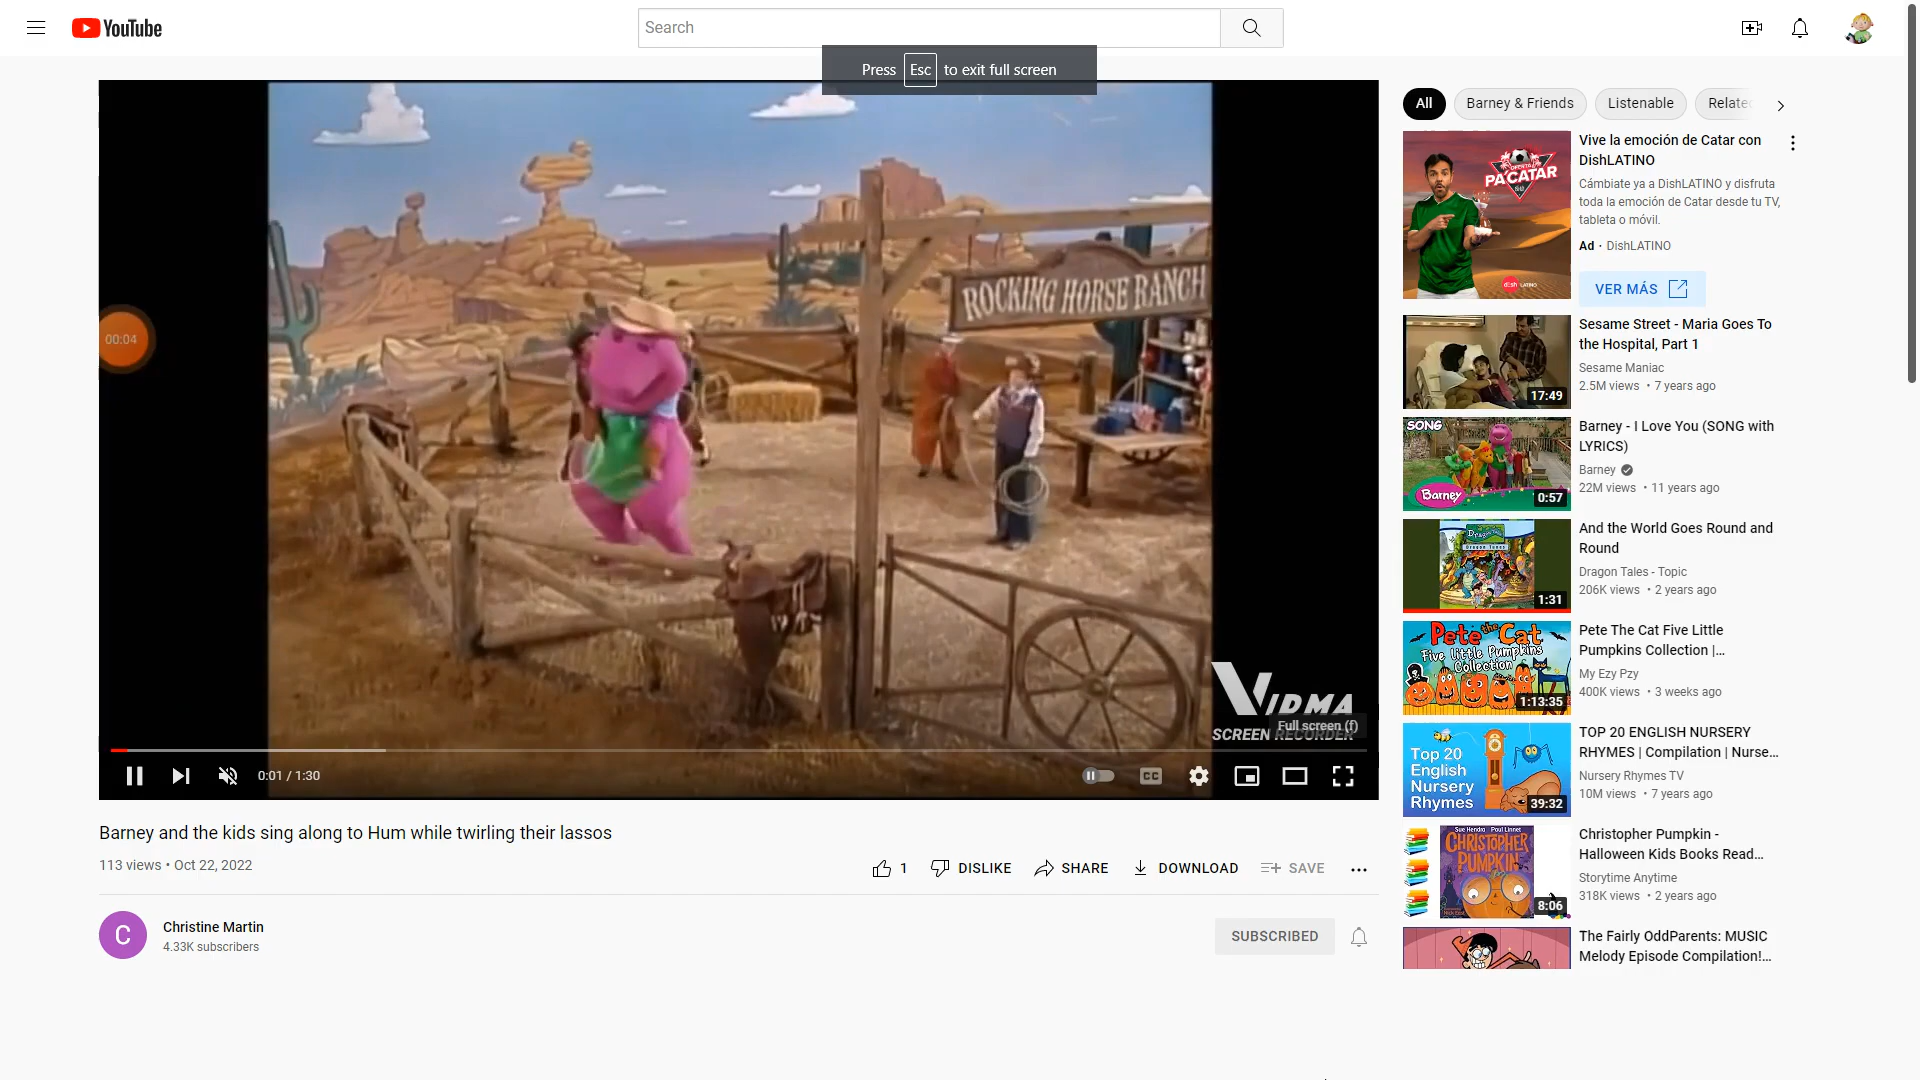 YouTube
Search
Press Esc to exit full screen
ROCKING HORSE RANCH
00:04
VIDMA
SCREEN RECORDER
Full screen (f)
0:01 / 1:30
CC
Barney and the kids sing along to Hum while twirling their lassos
113 views • Oct 22, 2022
1
DISLIKE
SHARE
DOWNLOAD
SAVE
C
Christine Martin
4.33K subscribers
SUBSCRIBED
All
Barney & Friends
Listenable
Related
OFERTA
PACATAR
dish LATINO
Vive la emoción de Catar con
DishLATINO
Cámbiate ya a DishLATINO y disfruta
toda la emoción de Catar desde tu TV,
tableta o móvil.
Ad · DishLATINO
VER MÁS
17:49
Sesame Street - Maria Goes To
the Hospital, Part 1
Sesame Maniac
2.5M views • 7 years ago
SONG
Barney
0:57
Barney - I Love You (SONG with
LYRICS)
Barney
22M views • 11 years ago
1:31
And the World Goes Round and
Round
Dragon Tales - Topic
206K views • 2 years ago
Pete the Cat
Five Little Pumpkins
Collection
1:13:35
Pete The Cat Five Little
Pumpkins Collection |...
My Ezy Pzy
400K views • 3 weeks ago
Top 20
English
Nursery
Rhymes
39:32
TOP 20 ENGLISH NURSERY
RHYMES | Compilation | Nurse...
Nursery Rhymes TV
10M views • 7 years ago
Sue Hendra Paul Linnet
CHRISTOPHER
PUMPKIN
8:06
Christopher Pumpkin -
Halloween Kids Books Read...
Storytime Anytime
318K views • 2 years ago
The Fairly OddParents: MUSIC
Melody Episode Compilation!...